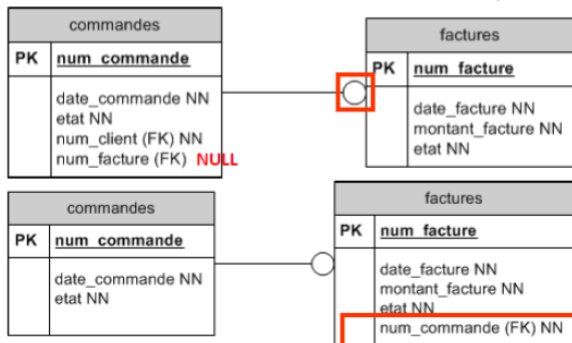 commandes
PK num_commande
date_commande NN
etat NN
num_client (FK) NN
num_facture (FK) NULL
factures
PK num_facture
date_facture NN
montant_facture NN
etat NN
commandes
PK num_commande
date_commande NN
etat NN
factures
PK num_facture
date_facture NN
montant_facture NN
etat NN
num_commande (FK) NN